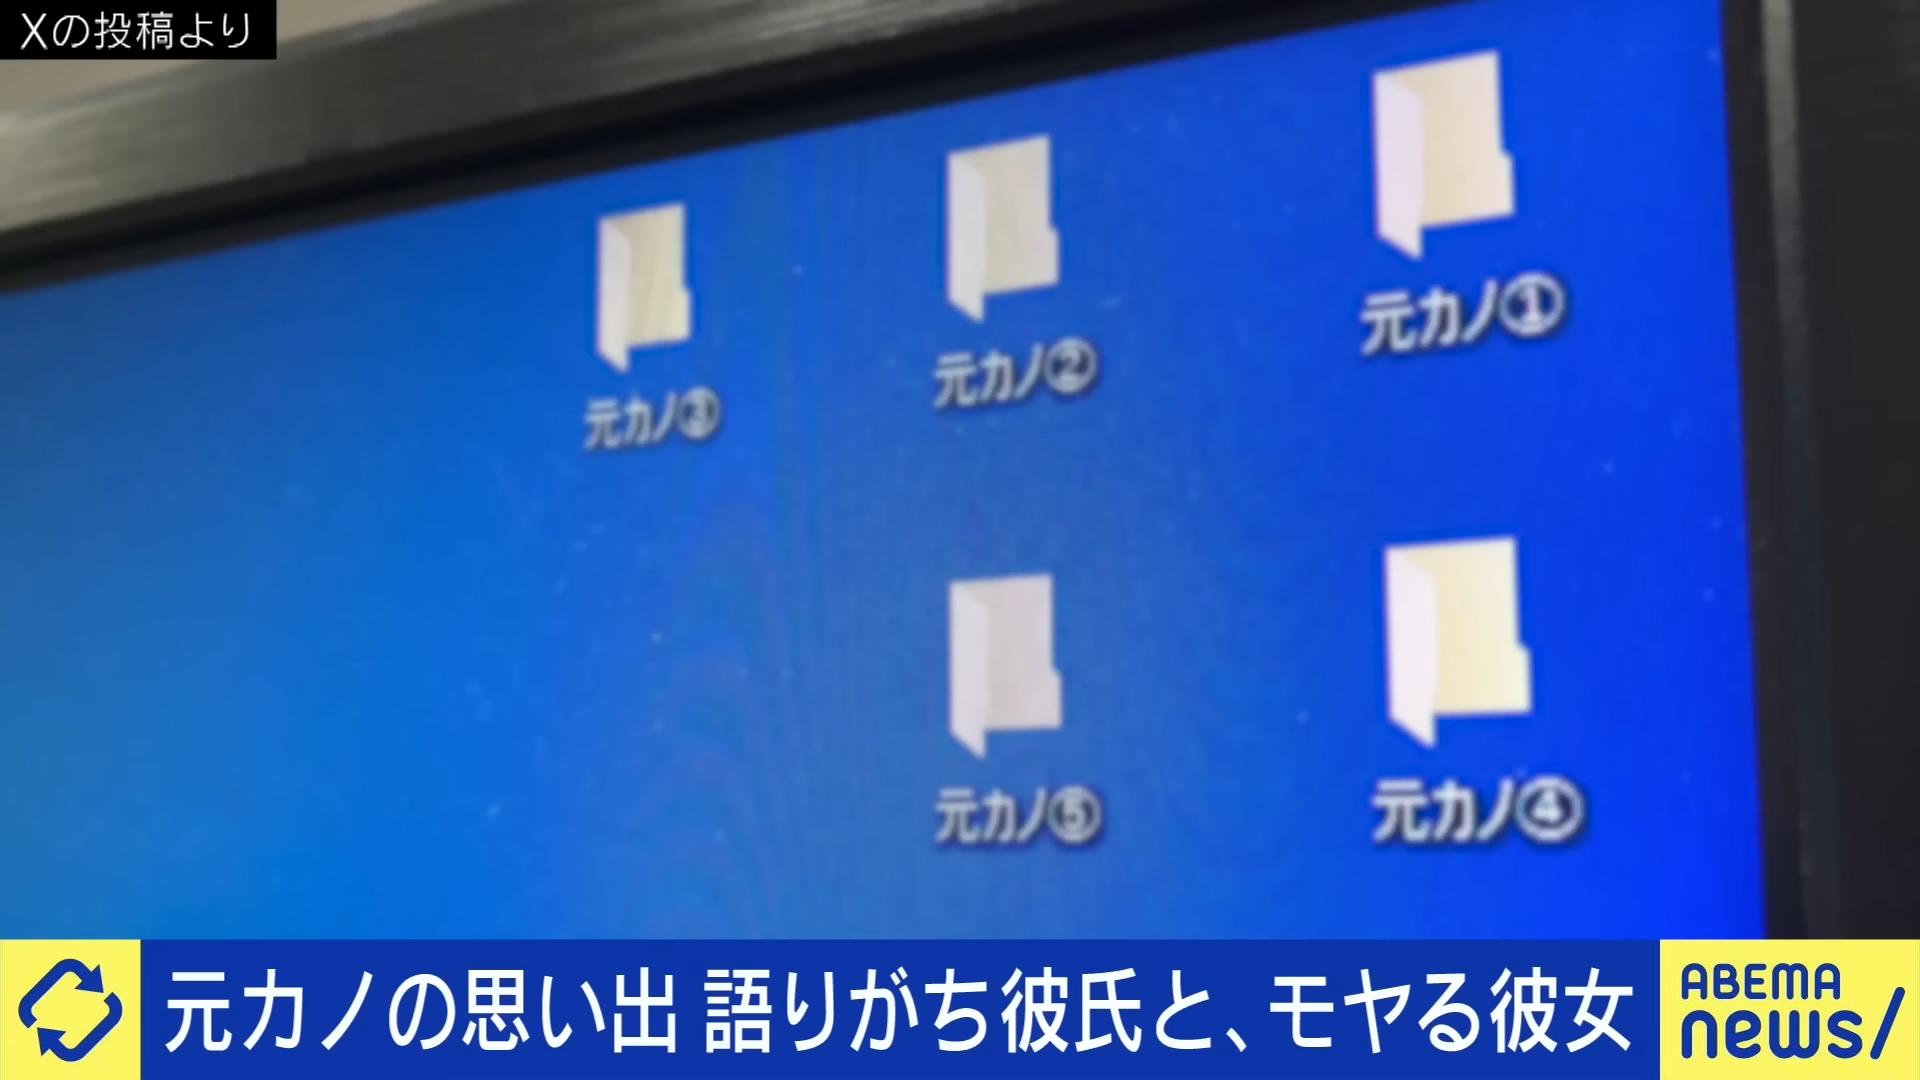 Xの投稿より
元カノ③
元カノ②
元カノ①
元カノ⑤
元カノ④
元カノの思い出 語りがち彼氏と、モヤる彼女
ABEMA
news/